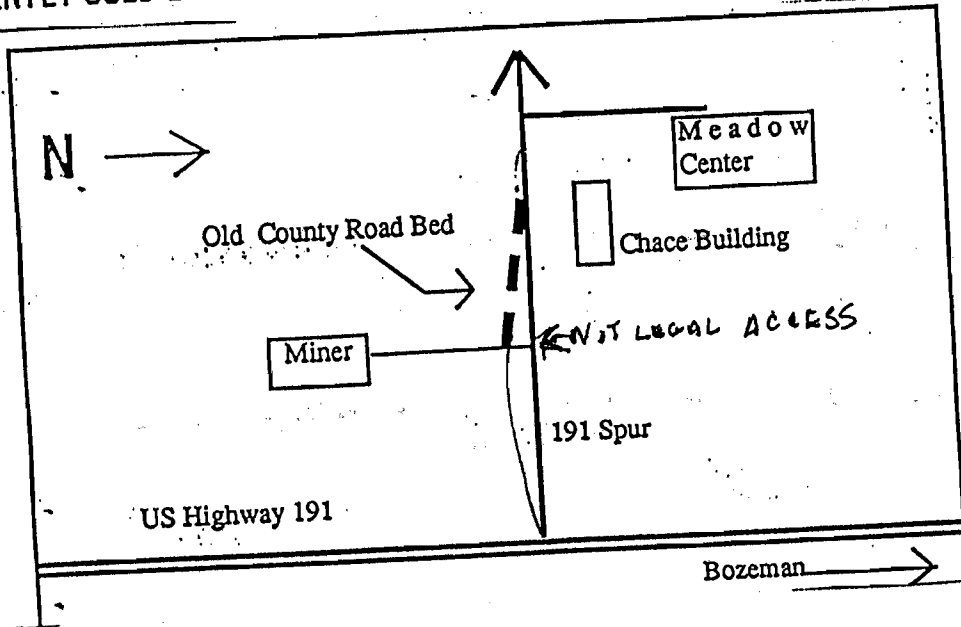 N
Meadow
Center
Old County Road Bed
Chace Building
NOT LEGAL ACCESS
Miner
191 Spur
US Highway 191
Bozeman